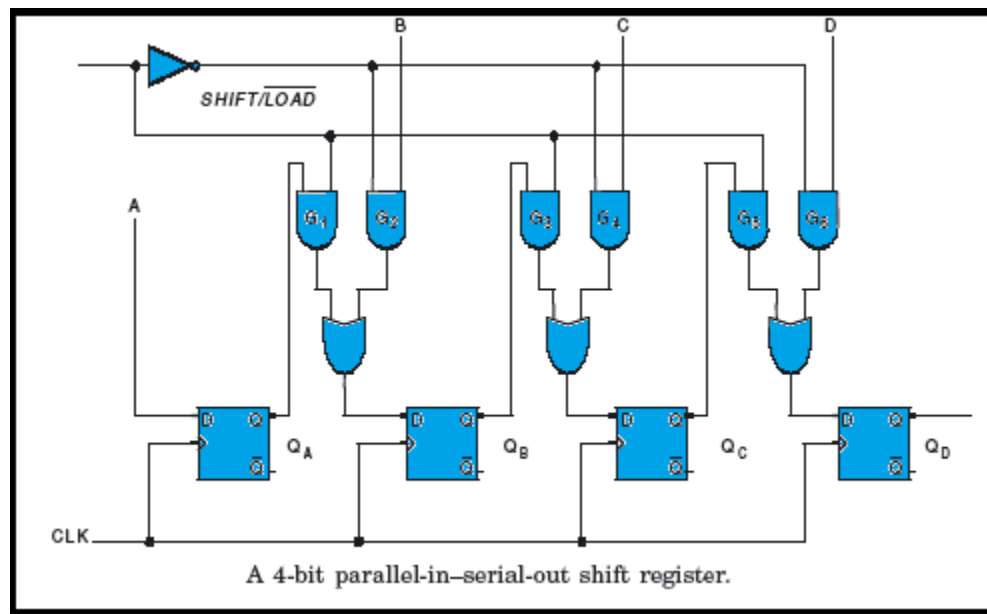 B C D
SHIFT/LOAD
A
G1 G2 G3 G4 G5 G6
D Q D Q D Q D Q
QA QB QC QD
Q Q Q Q
CLK
A 4-bit parallel-in–serial-out shift register.